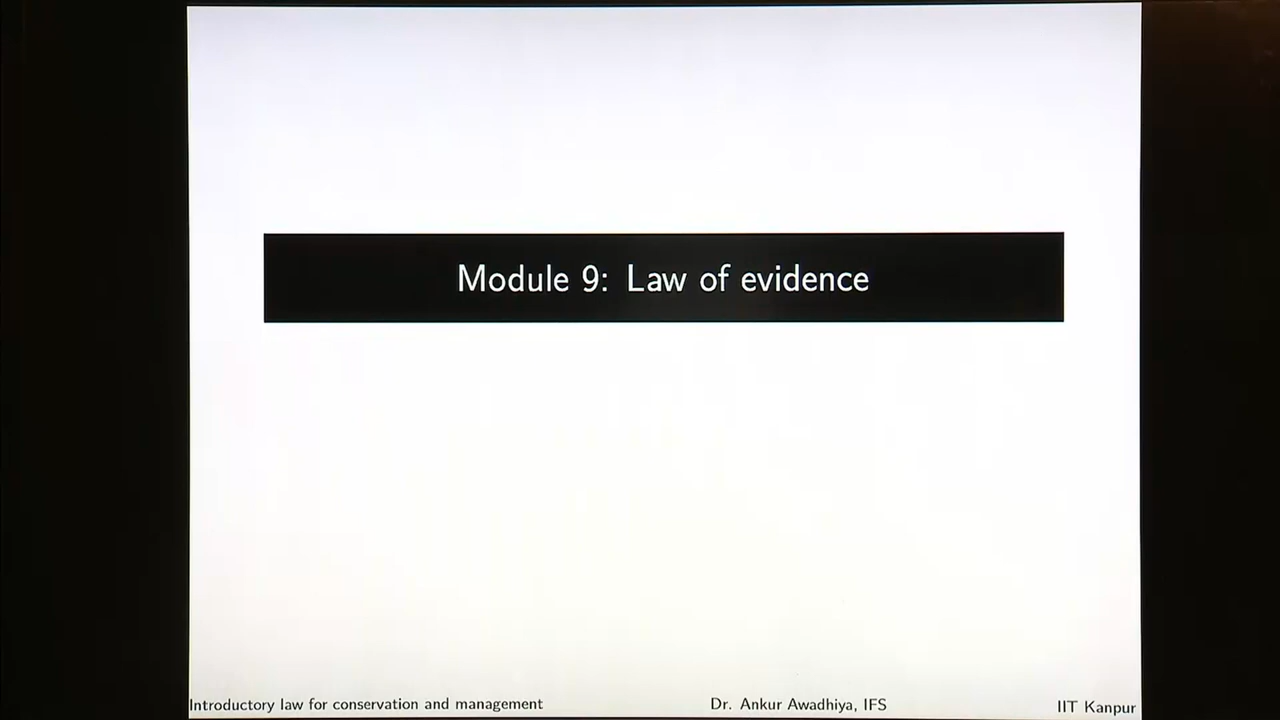 Module 9: Law of evidence
Introductory law for conservation and management Dr. Ankur Awadhiya, IFS IIT Kanpur